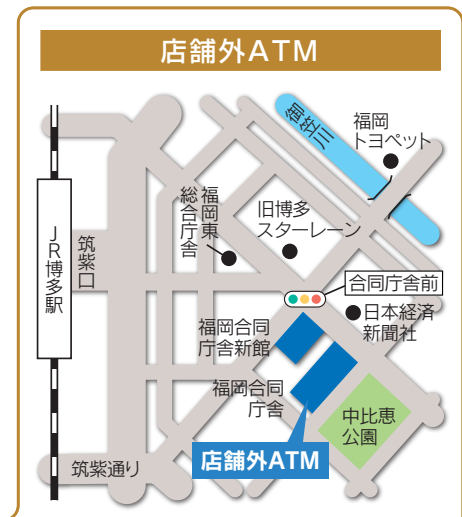 店舗外ATM
御笠川
福岡
トヨペット
福岡東
総合庁舎
旧博多
スターレーン
筑紫口
JR博多駅
合同庁舎前
日本経済
新聞社
福岡合同
庁舎新館
福岡合同
庁舎
中比恵
公園
店舗外ATM
筑紫通り